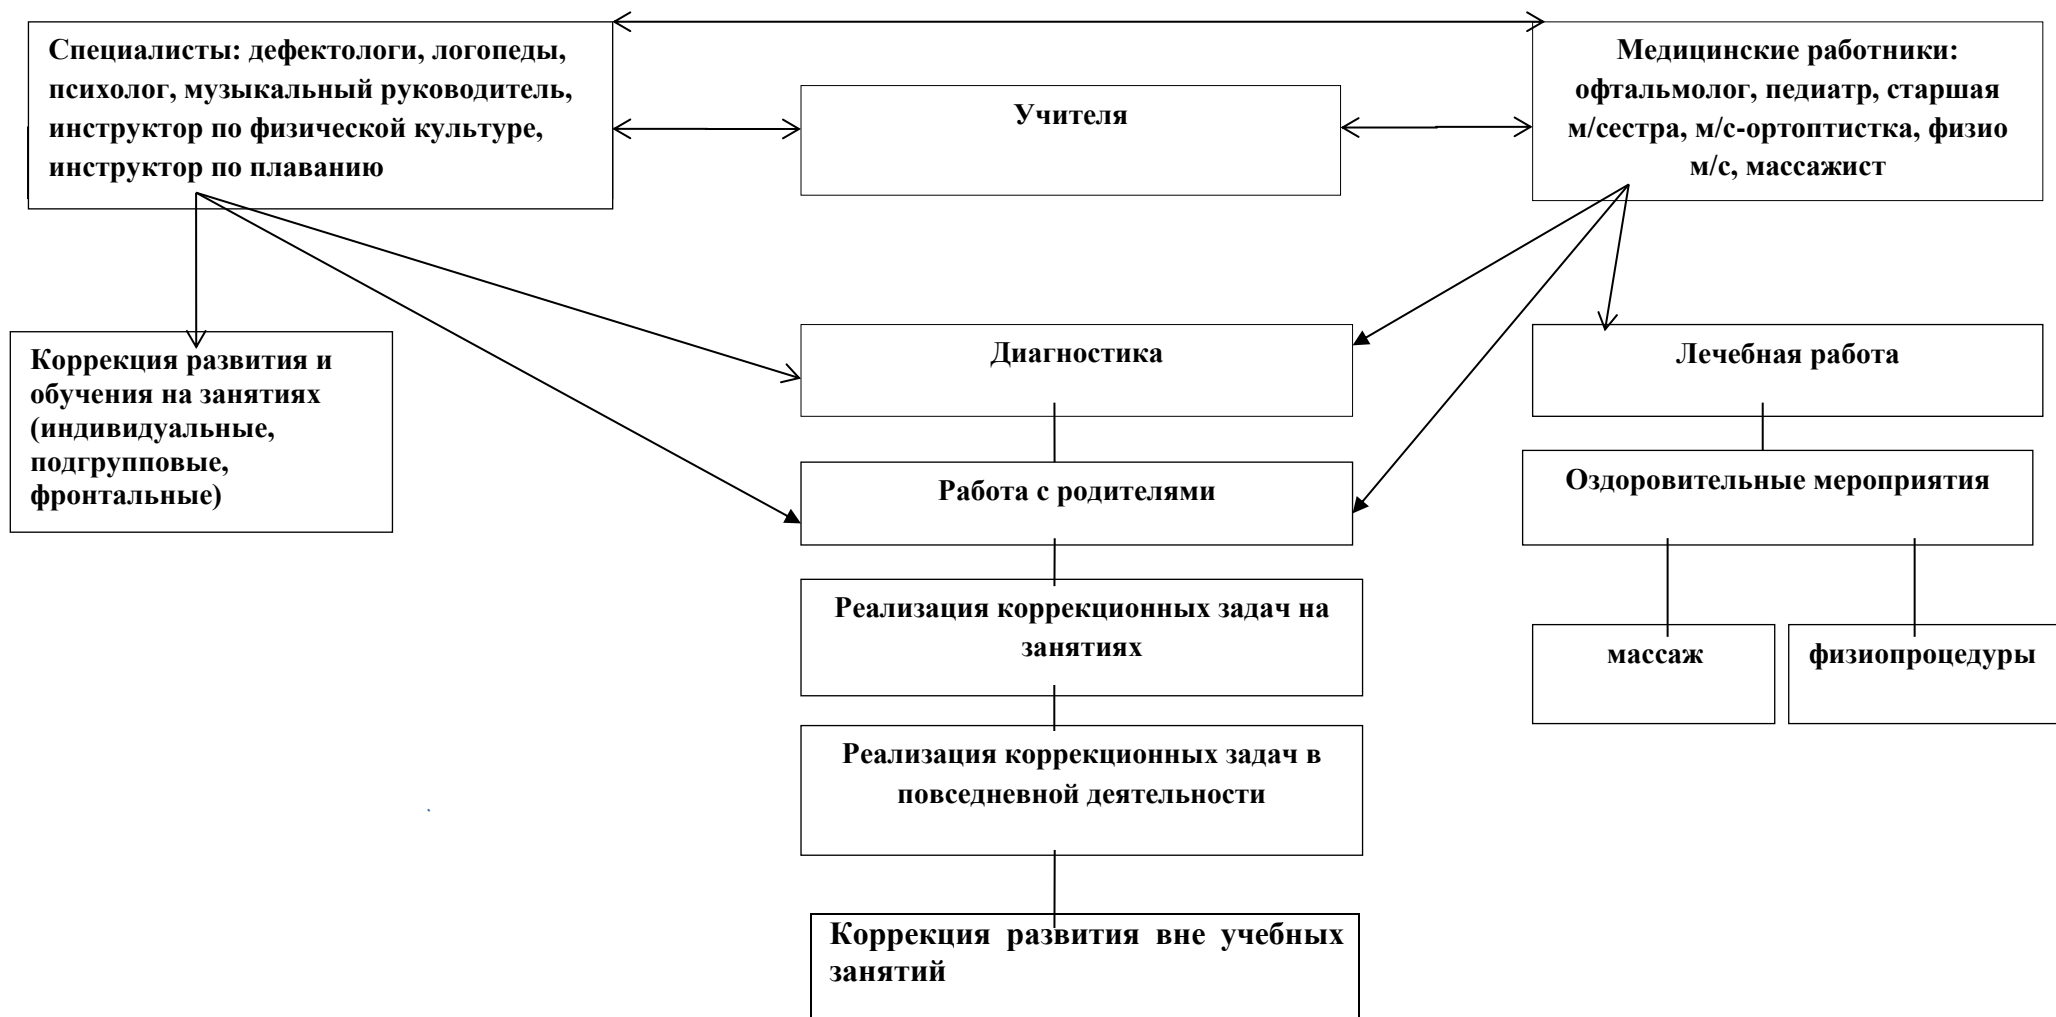 Специалисты: дефектологи, логопеды,
психолог, музыкальный руководитель,
инструктор по физической культуре,
инструктор по плаванию
Учителя
Медицинские работники:
офтальмолог, педиатр, старшая
м/сестра, м/с-ортоптистка, физио
м/с, массажист
Коррекция развития и
обучения на занятиях
(индивидуальные,
подгрупповые,
фронтальные)
Диагностика
Лечебная работа
Работа с родителями
Оздоровительные мероприятия
Реализация коррекционных задач на
занятиях
массаж
физиопроцедуры
Реализация коррекционных задач в
повседневной деятельности
Коррекция развития вне учебных
занятий